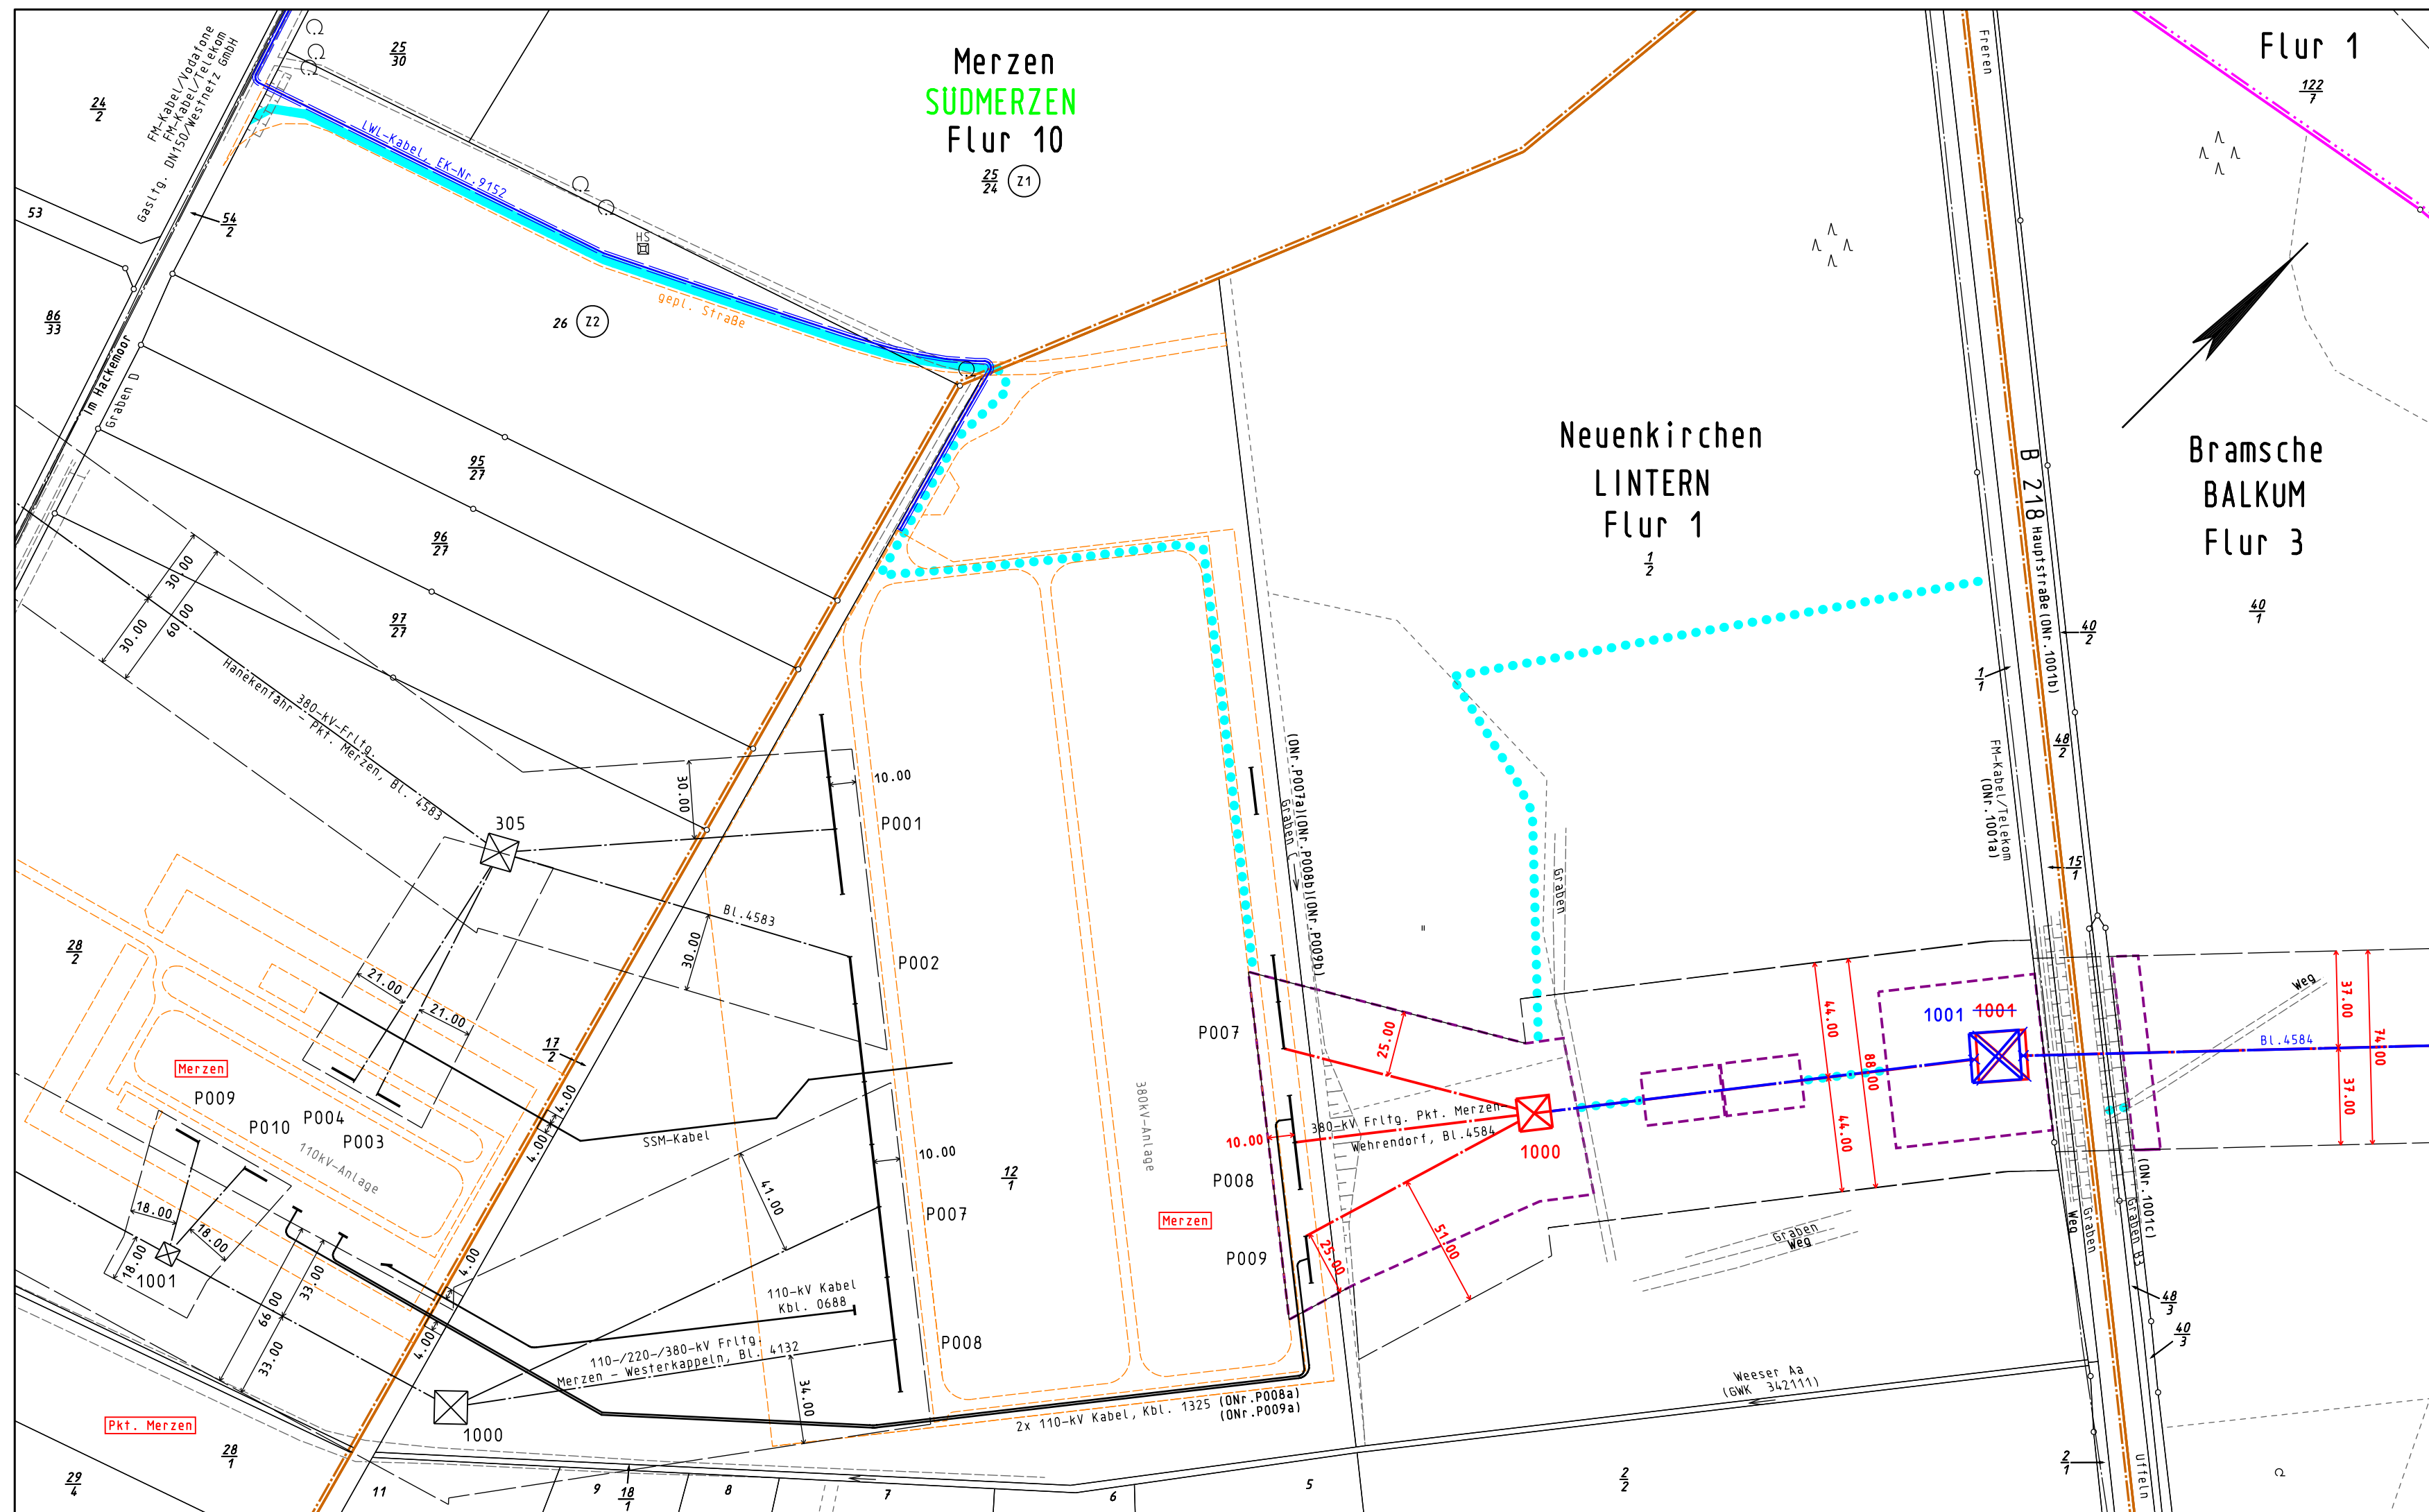 FM-Kabel/Vodafone
FM-Kabel/Telekom
Gasltg. DN150/Westnetz GmbH
25
30
24
2
53
54
2
86
33
Im Hackemoor
Graben D
LWL-Kabel, EK-Nr.9152
HS
gepl. Straße
26 Z2
Merzen
SÜDMERZEN
Flur 10
25
24
Z1
Freren
Flur 1
122
7
Neuenkirchen
LINTERN
Flur 1
1
2
Bramsche
BALKUM
Flur 3
40
1
B 218
Hauptstraße(ONr.1001b)
40
2
1
1
48
2
15
1
FM-Kabel/Telekom
(ONr.1001a)
95
27
96
27
97
27
30.00
30.00
60.00
380-kV-Frltg.
Hanekenfähr - Pkt. Merzen, Bl. 4583
305
30.00
10.00
P001
Bl.4583
30.00
P002
28
2
21.00
21.00
17
2
4.00
4.00
SSM-Kabel
Merzen
P009
P010
P004
P003
110kV-Anlage
18.00
18.00
18.00
1001
66.00
33.00
33.00
4.00
4.00
10.00
41.00
P007
P008
110-kV Kabel
Kbl. 0688
110-/220-/380-kV Frltg.
Merzen - Westerkappeln, Bl. 4132
34.00
1000
Pkt. Merzen
28
1
29
4
11
9
18
1
8
7
6
5
2
2
2
1
12
1
380kV-Anlage
Merzen
2x 110-kV Kabel, Kbl. 1325
(ONr.P008a)
(ONr.P009a)
(ONr.P007a)(ONr.P008b)(ONr.P009b)
Graben C
P007
P008
P009
25.00
10.00
25.00
51.00
380-kV Frltg. Pkt. Merzen-
Wehrendorf, Bl.4584
1000
Graben
44.00
44.00
88.00
1001 1001
Bl.4584
Weg
37.00
37.00
74.00
Graben
Weg
Weg
Graben
(ONr.1001c)
Graben B3
48
3
40
3
Weeser Aa
(GWK 342111)
Uffeln